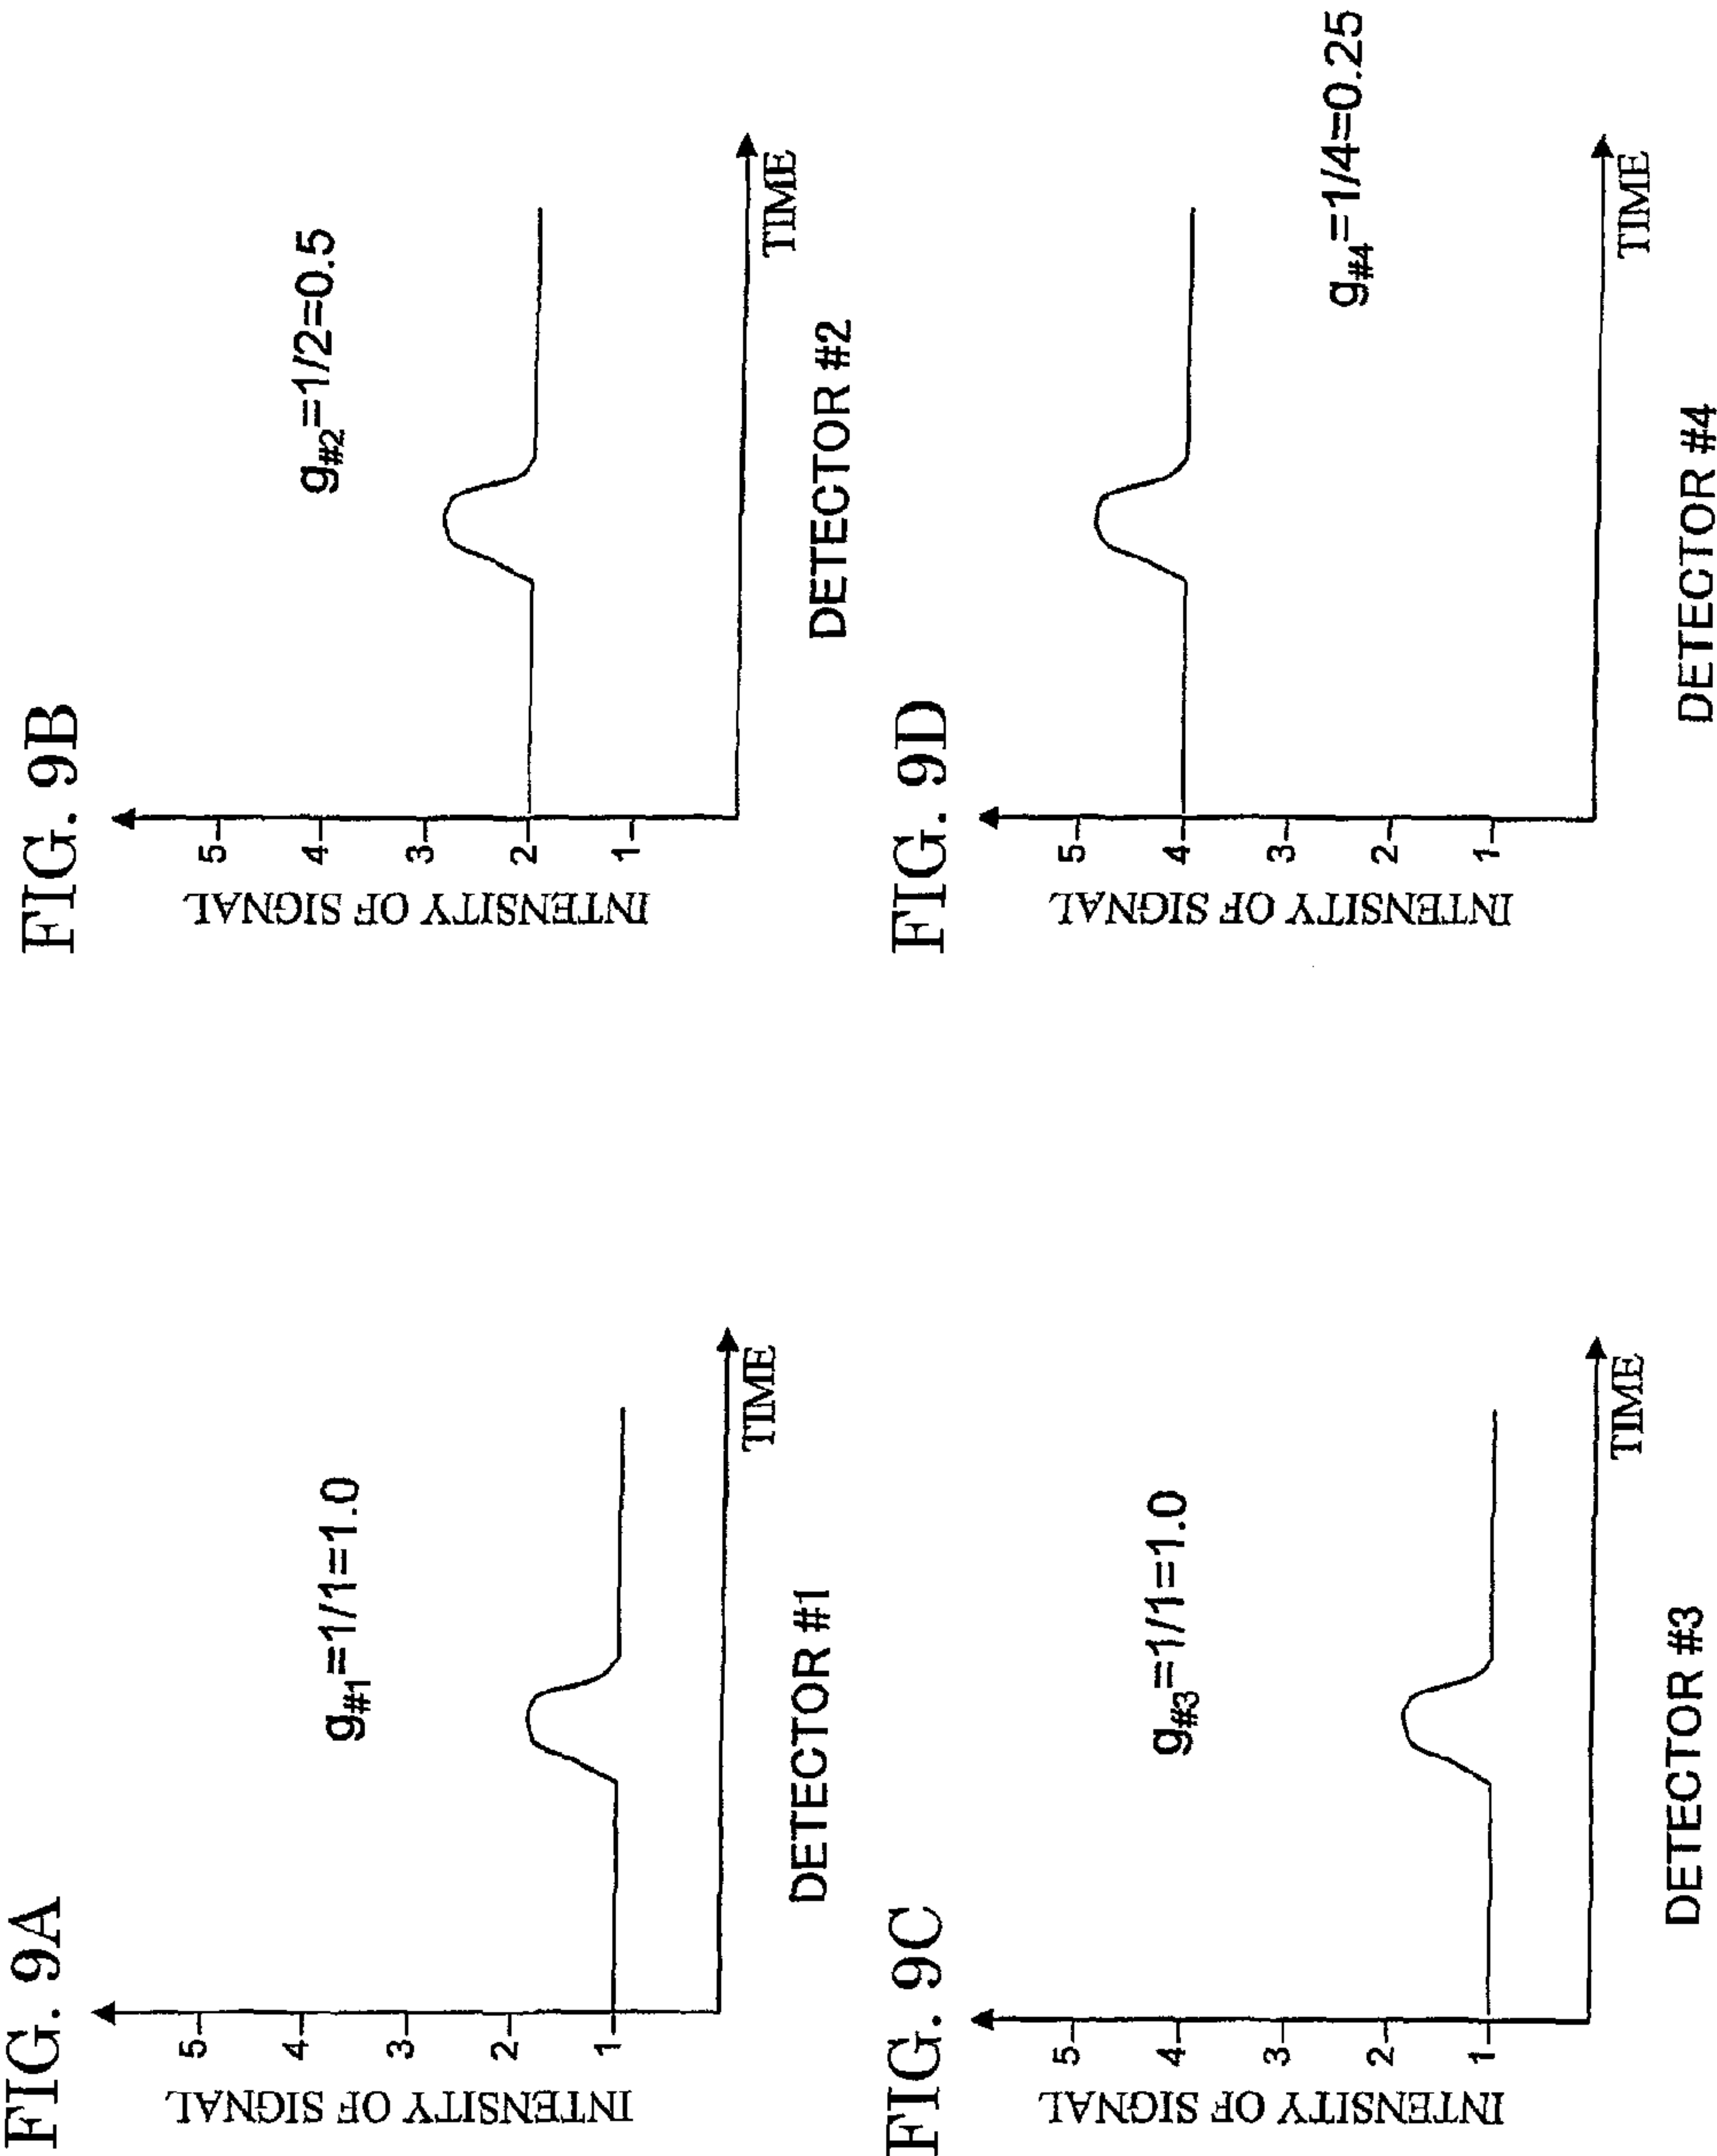 FIG. 9A
INTENSITY OF SIGNAL
5
4
3
2
1
g#1=1/1=1.0
TIME
DETECTOR #1
FIG. 9B
INTENSITY OF SIGNAL
5
4
3
2
1
g#2=1/2=0.5
TIME
DETECTOR #2
FIG. 9C
INTENSITY OF SIGNAL
5
4
3
2
1
g#3=1/1=1.0
TIME
DETECTOR #3
FIG. 9D
INTENSITY OF SIGNAL
5
4
3
2
1
g#4=1/4=0.25
TIME
DETECTOR #4